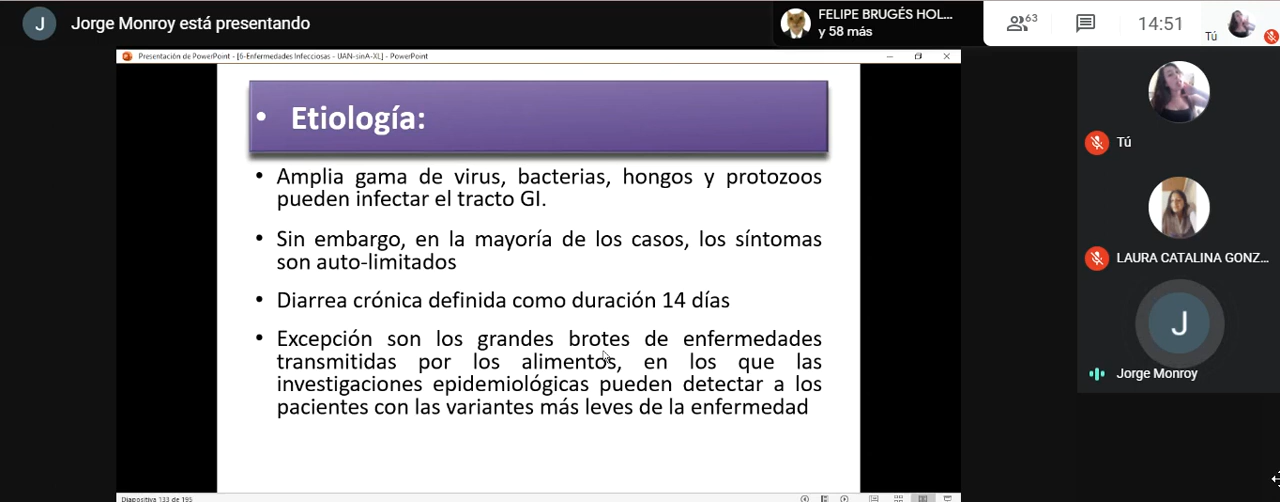 J Jorge Monroy está presentando
FELIPE BRUGÉS HOL...
y 58 más
63
14:51
Tú
Presentación de PowerPoint - [6-Enfermedades Infecciosas - UAN-sinA-XL] - PowerPoint
• Etiología:
• Amplia gama de virus, bacterias, hongos y protozoos
pueden infectar el tracto GI.
• Sin embargo, en la mayoría de los casos, los síntomas
son auto-limitados
• Diarrea crónica definida como duración 14 días
• Excepción son los grandes brotes de enfermedades
transmitidas por los alimentos, en los que las
investigaciones epidemiológicas pueden detectar a los
pacientes con las variantes más leves de la enfermedad
Diapositiva 133 de 195
Tú
LAURA CATALINA GONZ...
J
Jorge Monroy